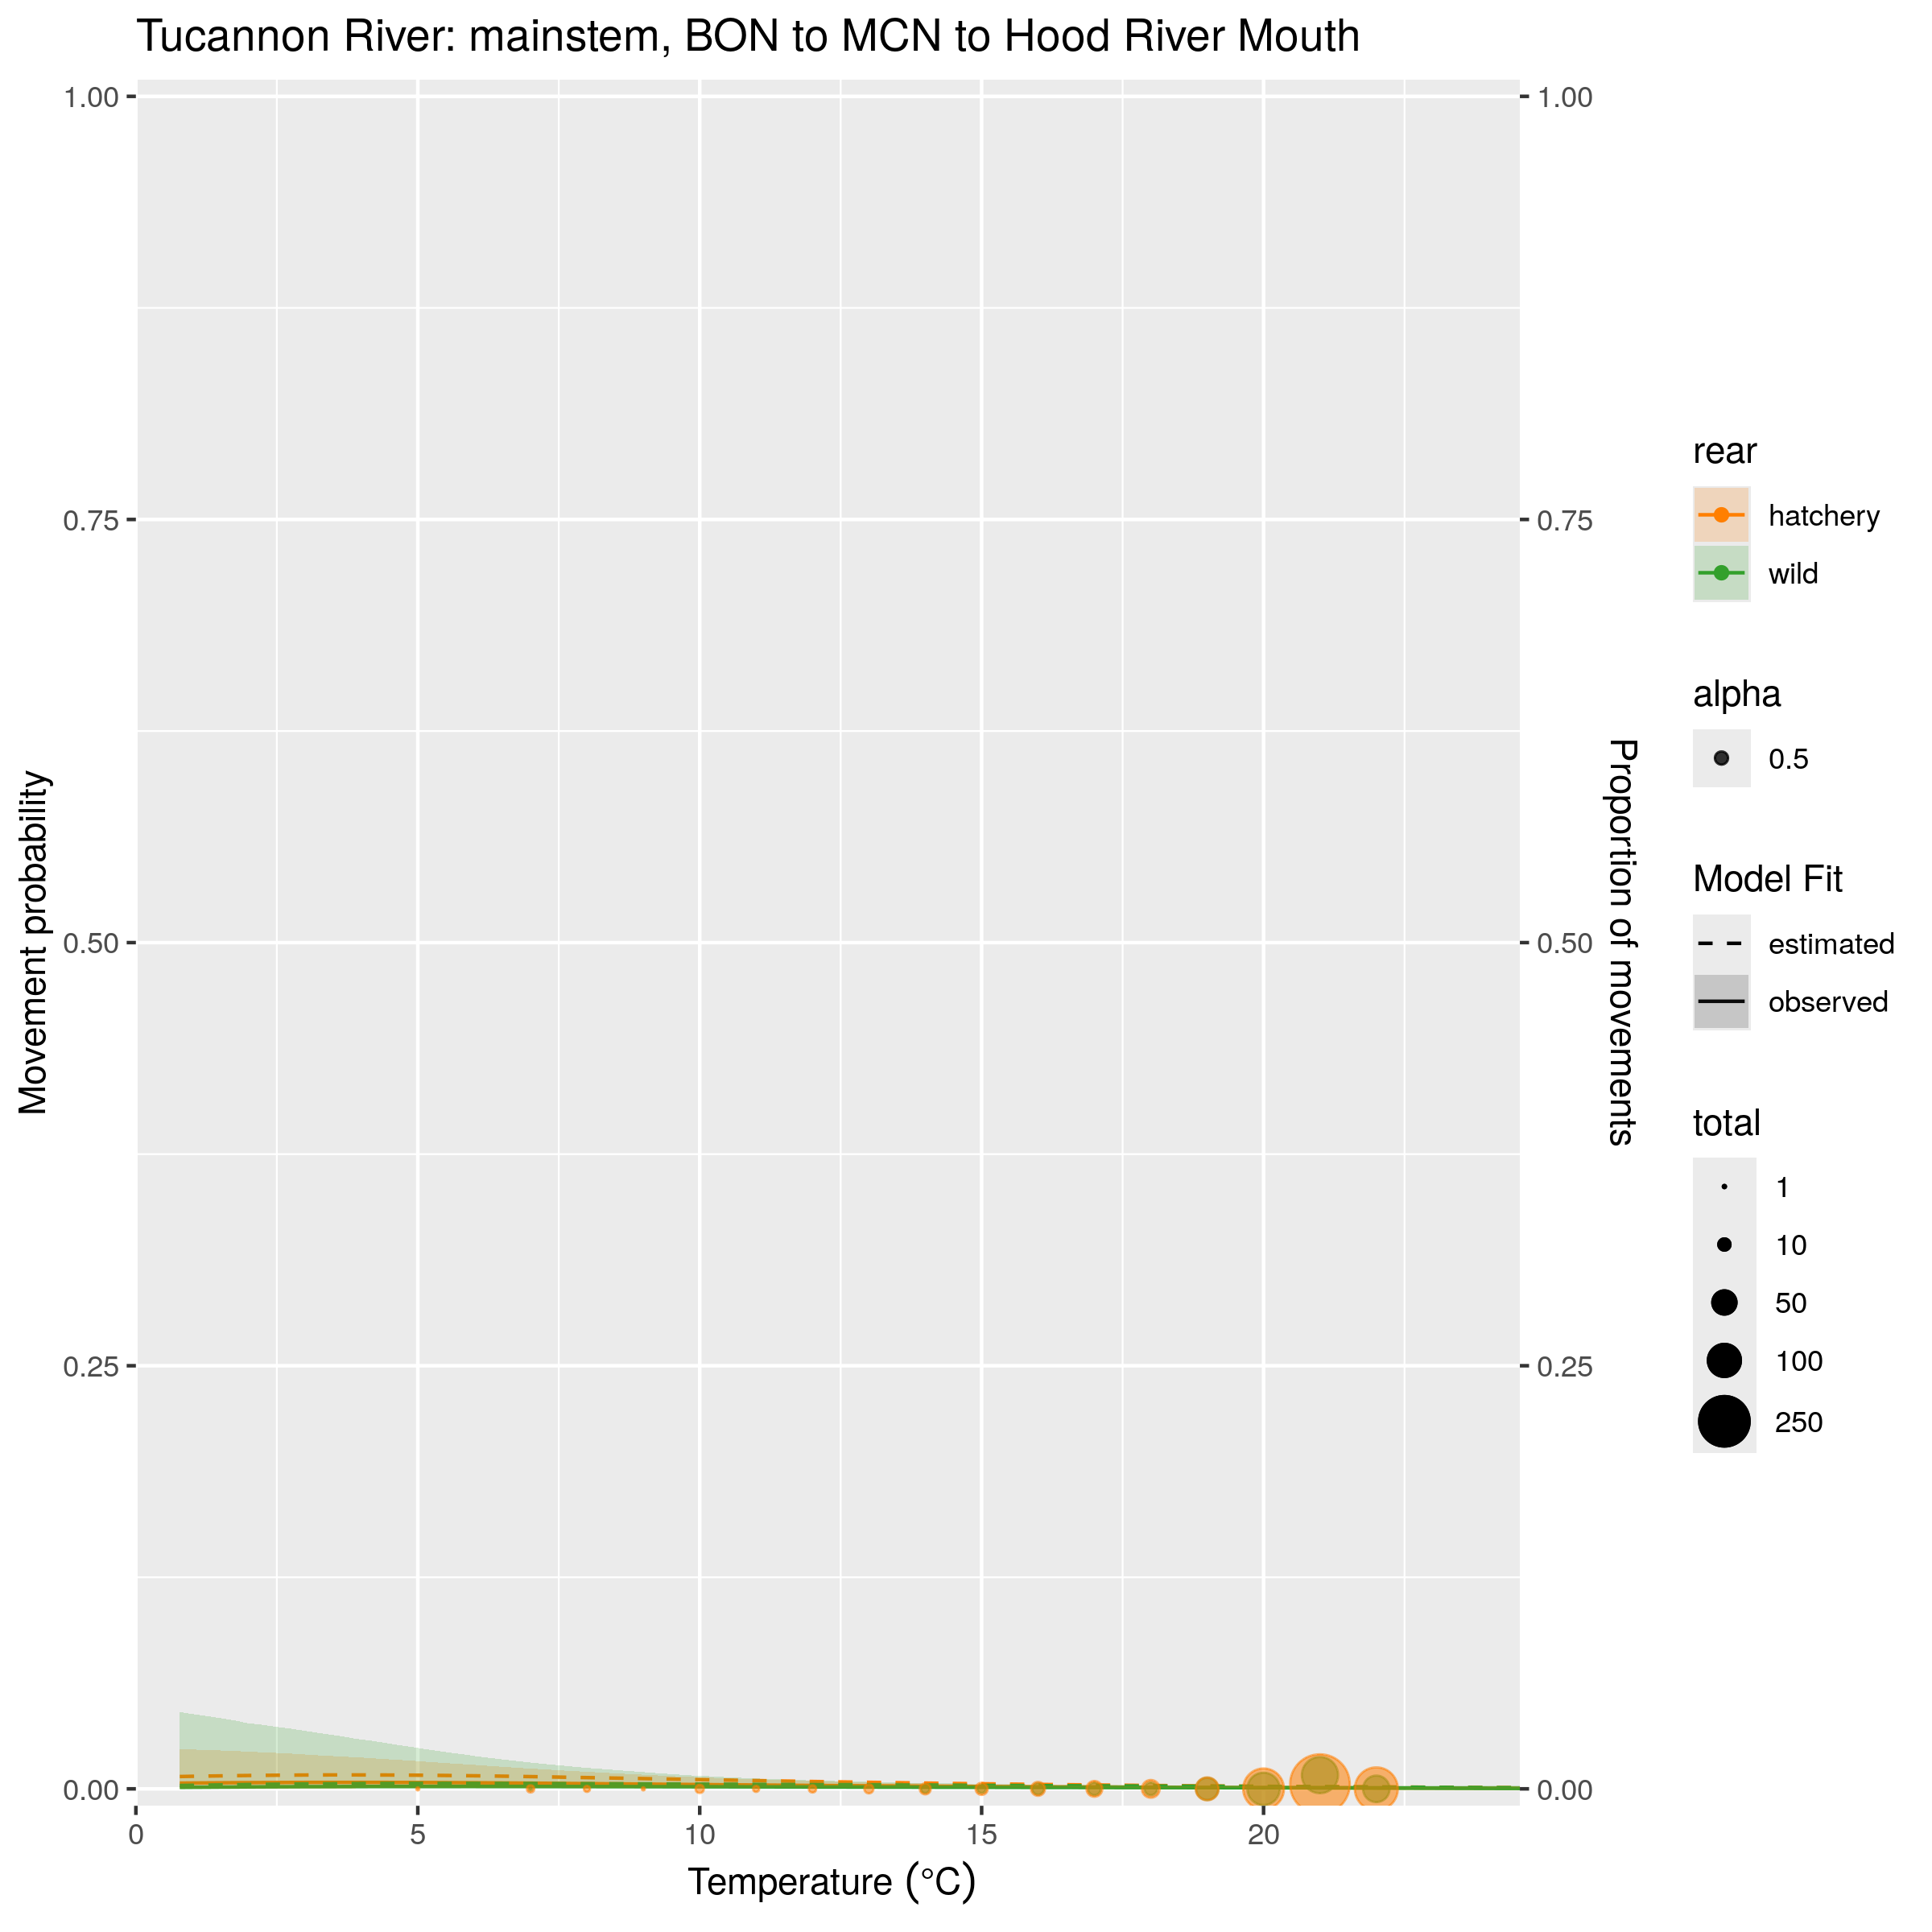 Tucannon River: mainstem, BON to MCN to Hood River Mouth
1.00
0.75
0.50
0.25
0.00
Movement probability
0
5
10
15
20
Temperature (°C)
1.00
0.75
0.50
0.25
0.00
Proportion of movements
rear
hatchery
wild
alpha
0.5
Model Fit
estimated
observed
total
1
10
50
100
250